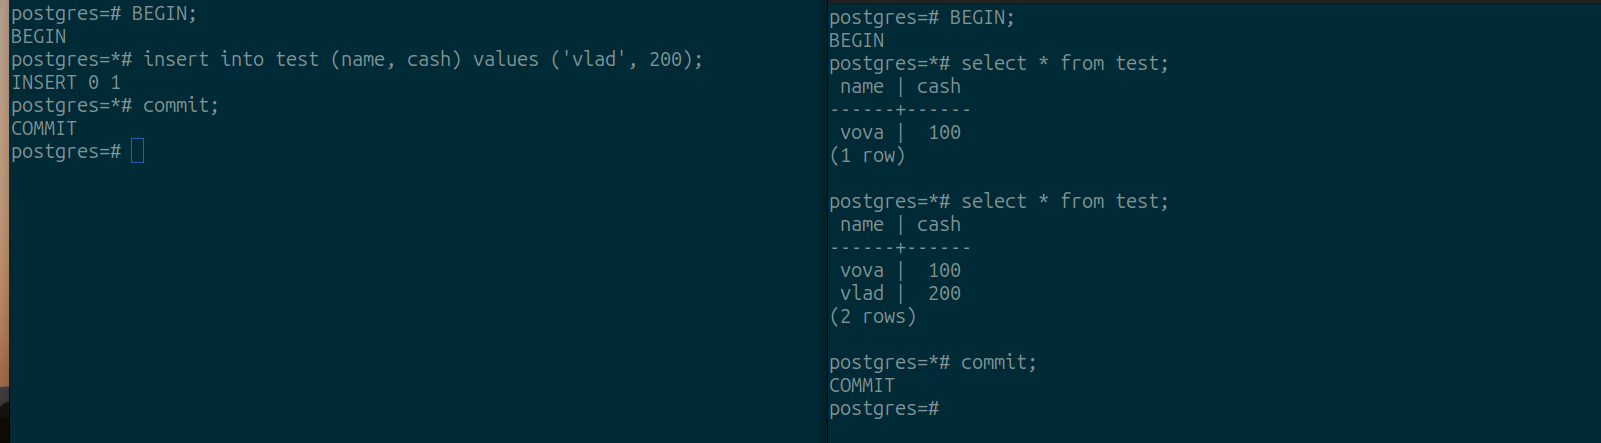 postgres=# BEGIN;
BEGIN
postgres=*# insert into test (name, cash) values ('vlad', 200);
INSERT 0 1
postgres=*# commit;
COMMIT
postgres=#
postgres=# BEGIN;
BEGIN
postgres=*# select * from test;
 name | cash
------+------
 vova |  100
(1 row)

postgres=*# select * from test;
 name | cash
------+------
 vova |  100
 vlad |  200
(2 rows)

postgres=*# commit;
COMMIT
postgres=#